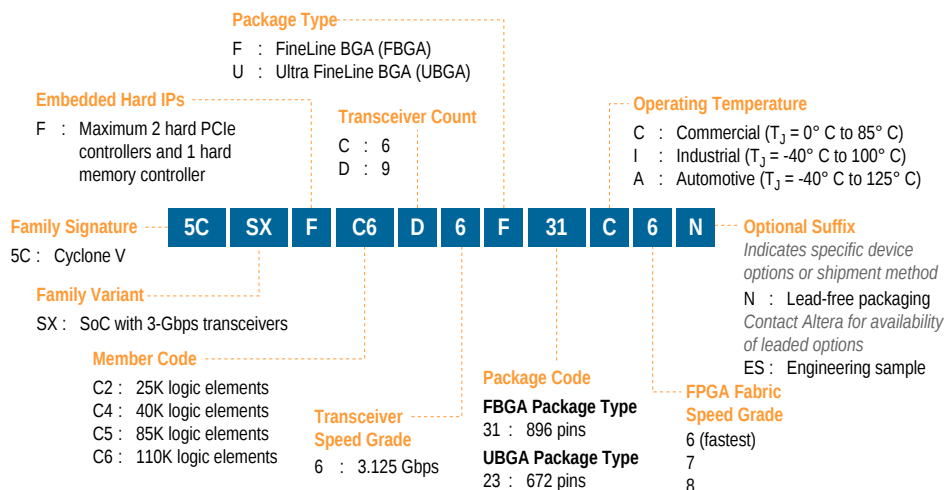 Package Type
F : FineLine BGA (FBGA)
U : Ultra FineLine BGA (UBGA)
Embedded Hard IPs
F : Maximum 2 hard PCIe
controllers and 1 hard
memory controller
Transceiver Count
C : 6
D : 9
Operating Temperature
C : Commercial (TJ = 0° C to 85° C)
I : Industrial (TJ = -40° C to 100° C)
A : Automotive (TJ = -40° C to 125° C)
Family Signature
5C : Cyclone V
5C SX F C6 D 6 F 31 C 6 N
Optional Suffix
Indicates specific device
options or shipment method
N : Lead-free packaging
Contact Altera for availability
of leaded options
ES : Engineering sample
Family Variant
SX : SoC with 3-Gbps transceivers
Member Code
C2 : 25K logic elements
C4 : 40K logic elements
C5 : 85K logic elements
C6 : 110K logic elements
Transceiver
Speed Grade
6 : 3.125 Gbps
Package Code
FBGA Package Type
31 : 896 pins
UBGA Package Type
23 : 672 pins
FPGA Fabric
Speed Grade
6 (fastest)
7
8